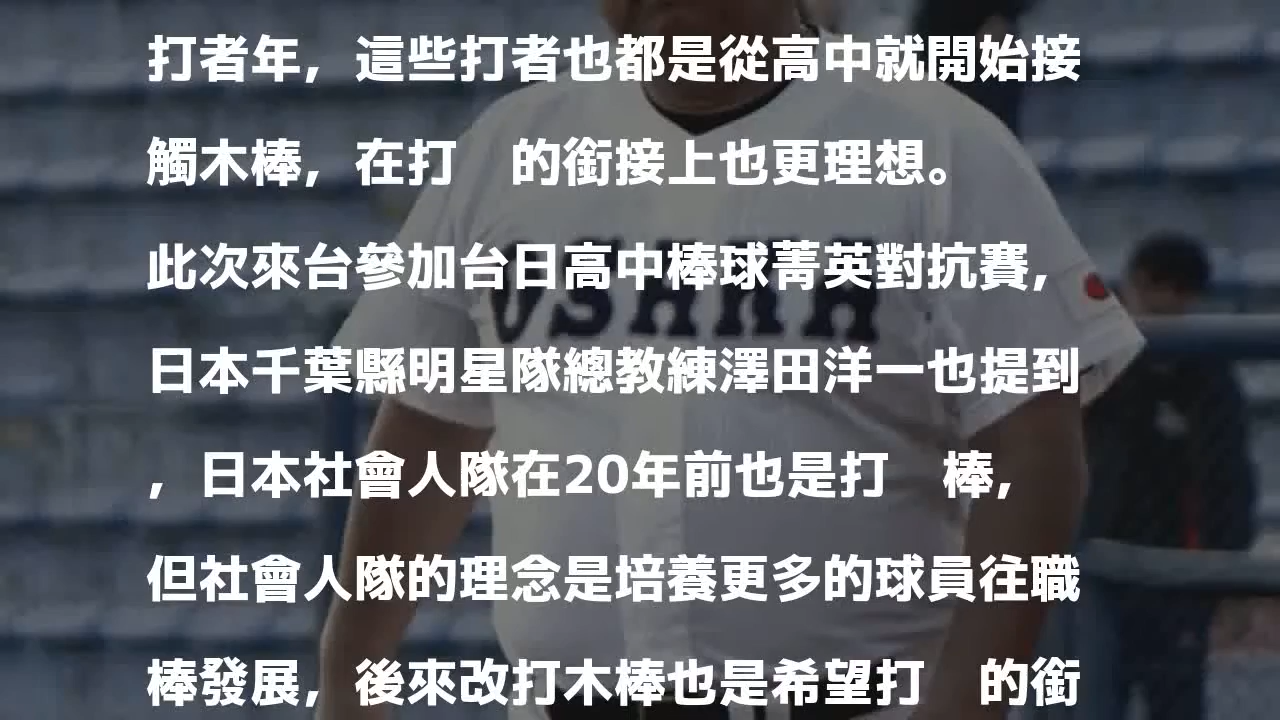 打者年，這些打者也都是從高中就開始接
觸木棒，在打　的銜接上也更理想。
此次來台參加台日高中棒球菁英對抗賽，
日本千葉縣明星隊總教練澤田洋一也提到
，日本社會人隊在20年前也是打　棒，
但社會人隊的理念是培養更多的球員往職
棒發展，後來改打木棒也是希望打　的銜